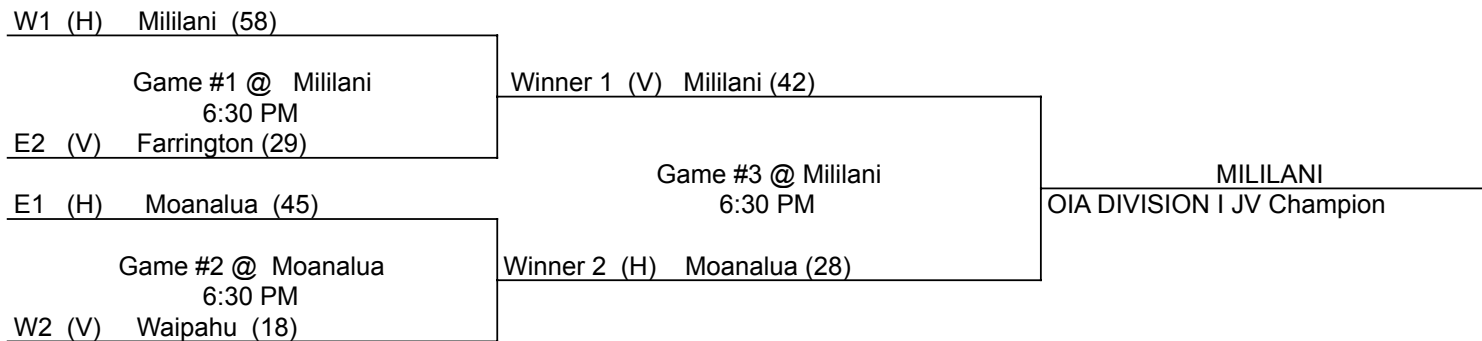 W1 (H) Mililani (58)
Game #1 @ Mililani
6:30 PM
E2 (V) Farrington (29)
Winner 1 (V) Mililani (42)
E1 (H) Moanalua (45)
Game #2 @ Moanalua
6:30 PM
W2 (V) Waipahu (18)
Winner 2 (H) Moanalua (28)
Game #3 @ Mililani
6:30 PM
MILILANI
OIA DIVISION I JV Champion